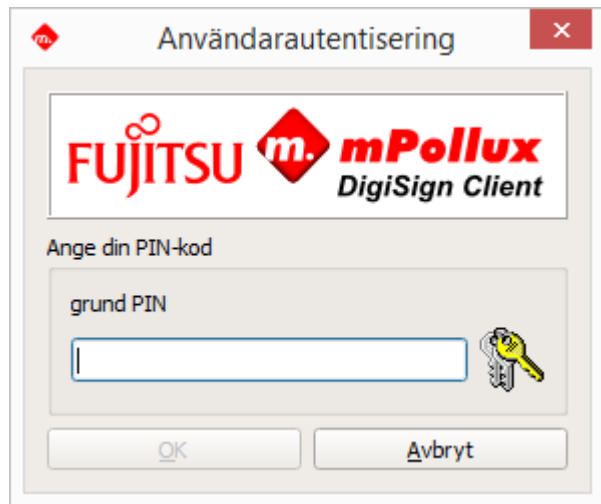 m.
Användarautentisering
×
FUJITSU m. mPollux
DigiSign Client
Ange din PIN-kod
grund PIN
OK
Avbryt